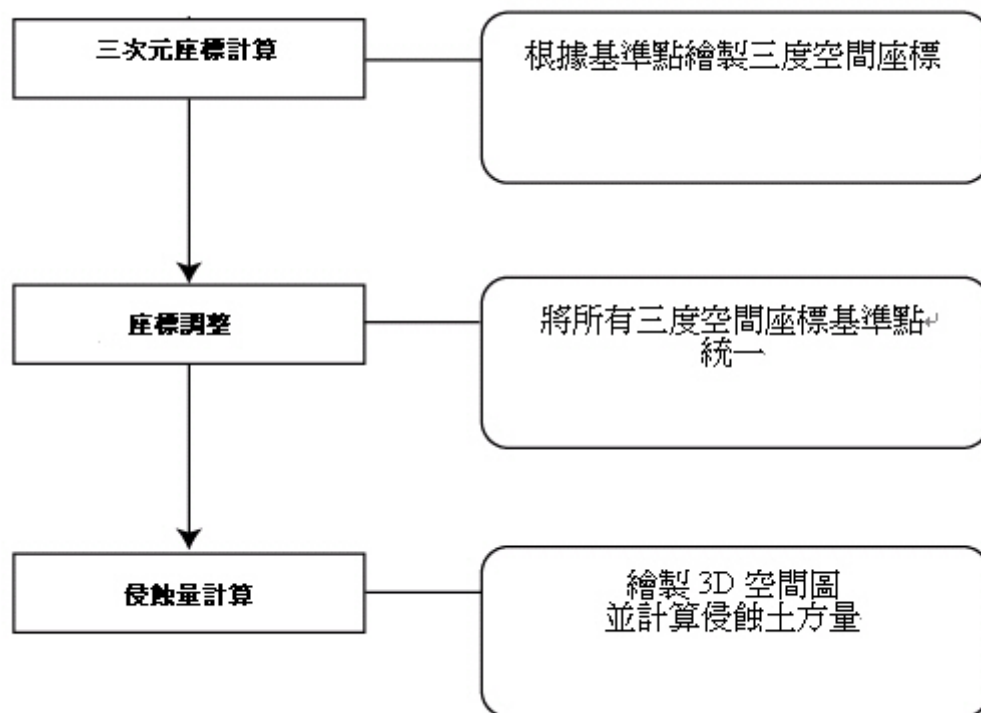 三次元座標計算
根據基準點繪製三度空間座標
座標調整
將所有三度空間座標基準點
統一
侵蝕量計算
繪製 3D 空間圖
並計算侵蝕土方量